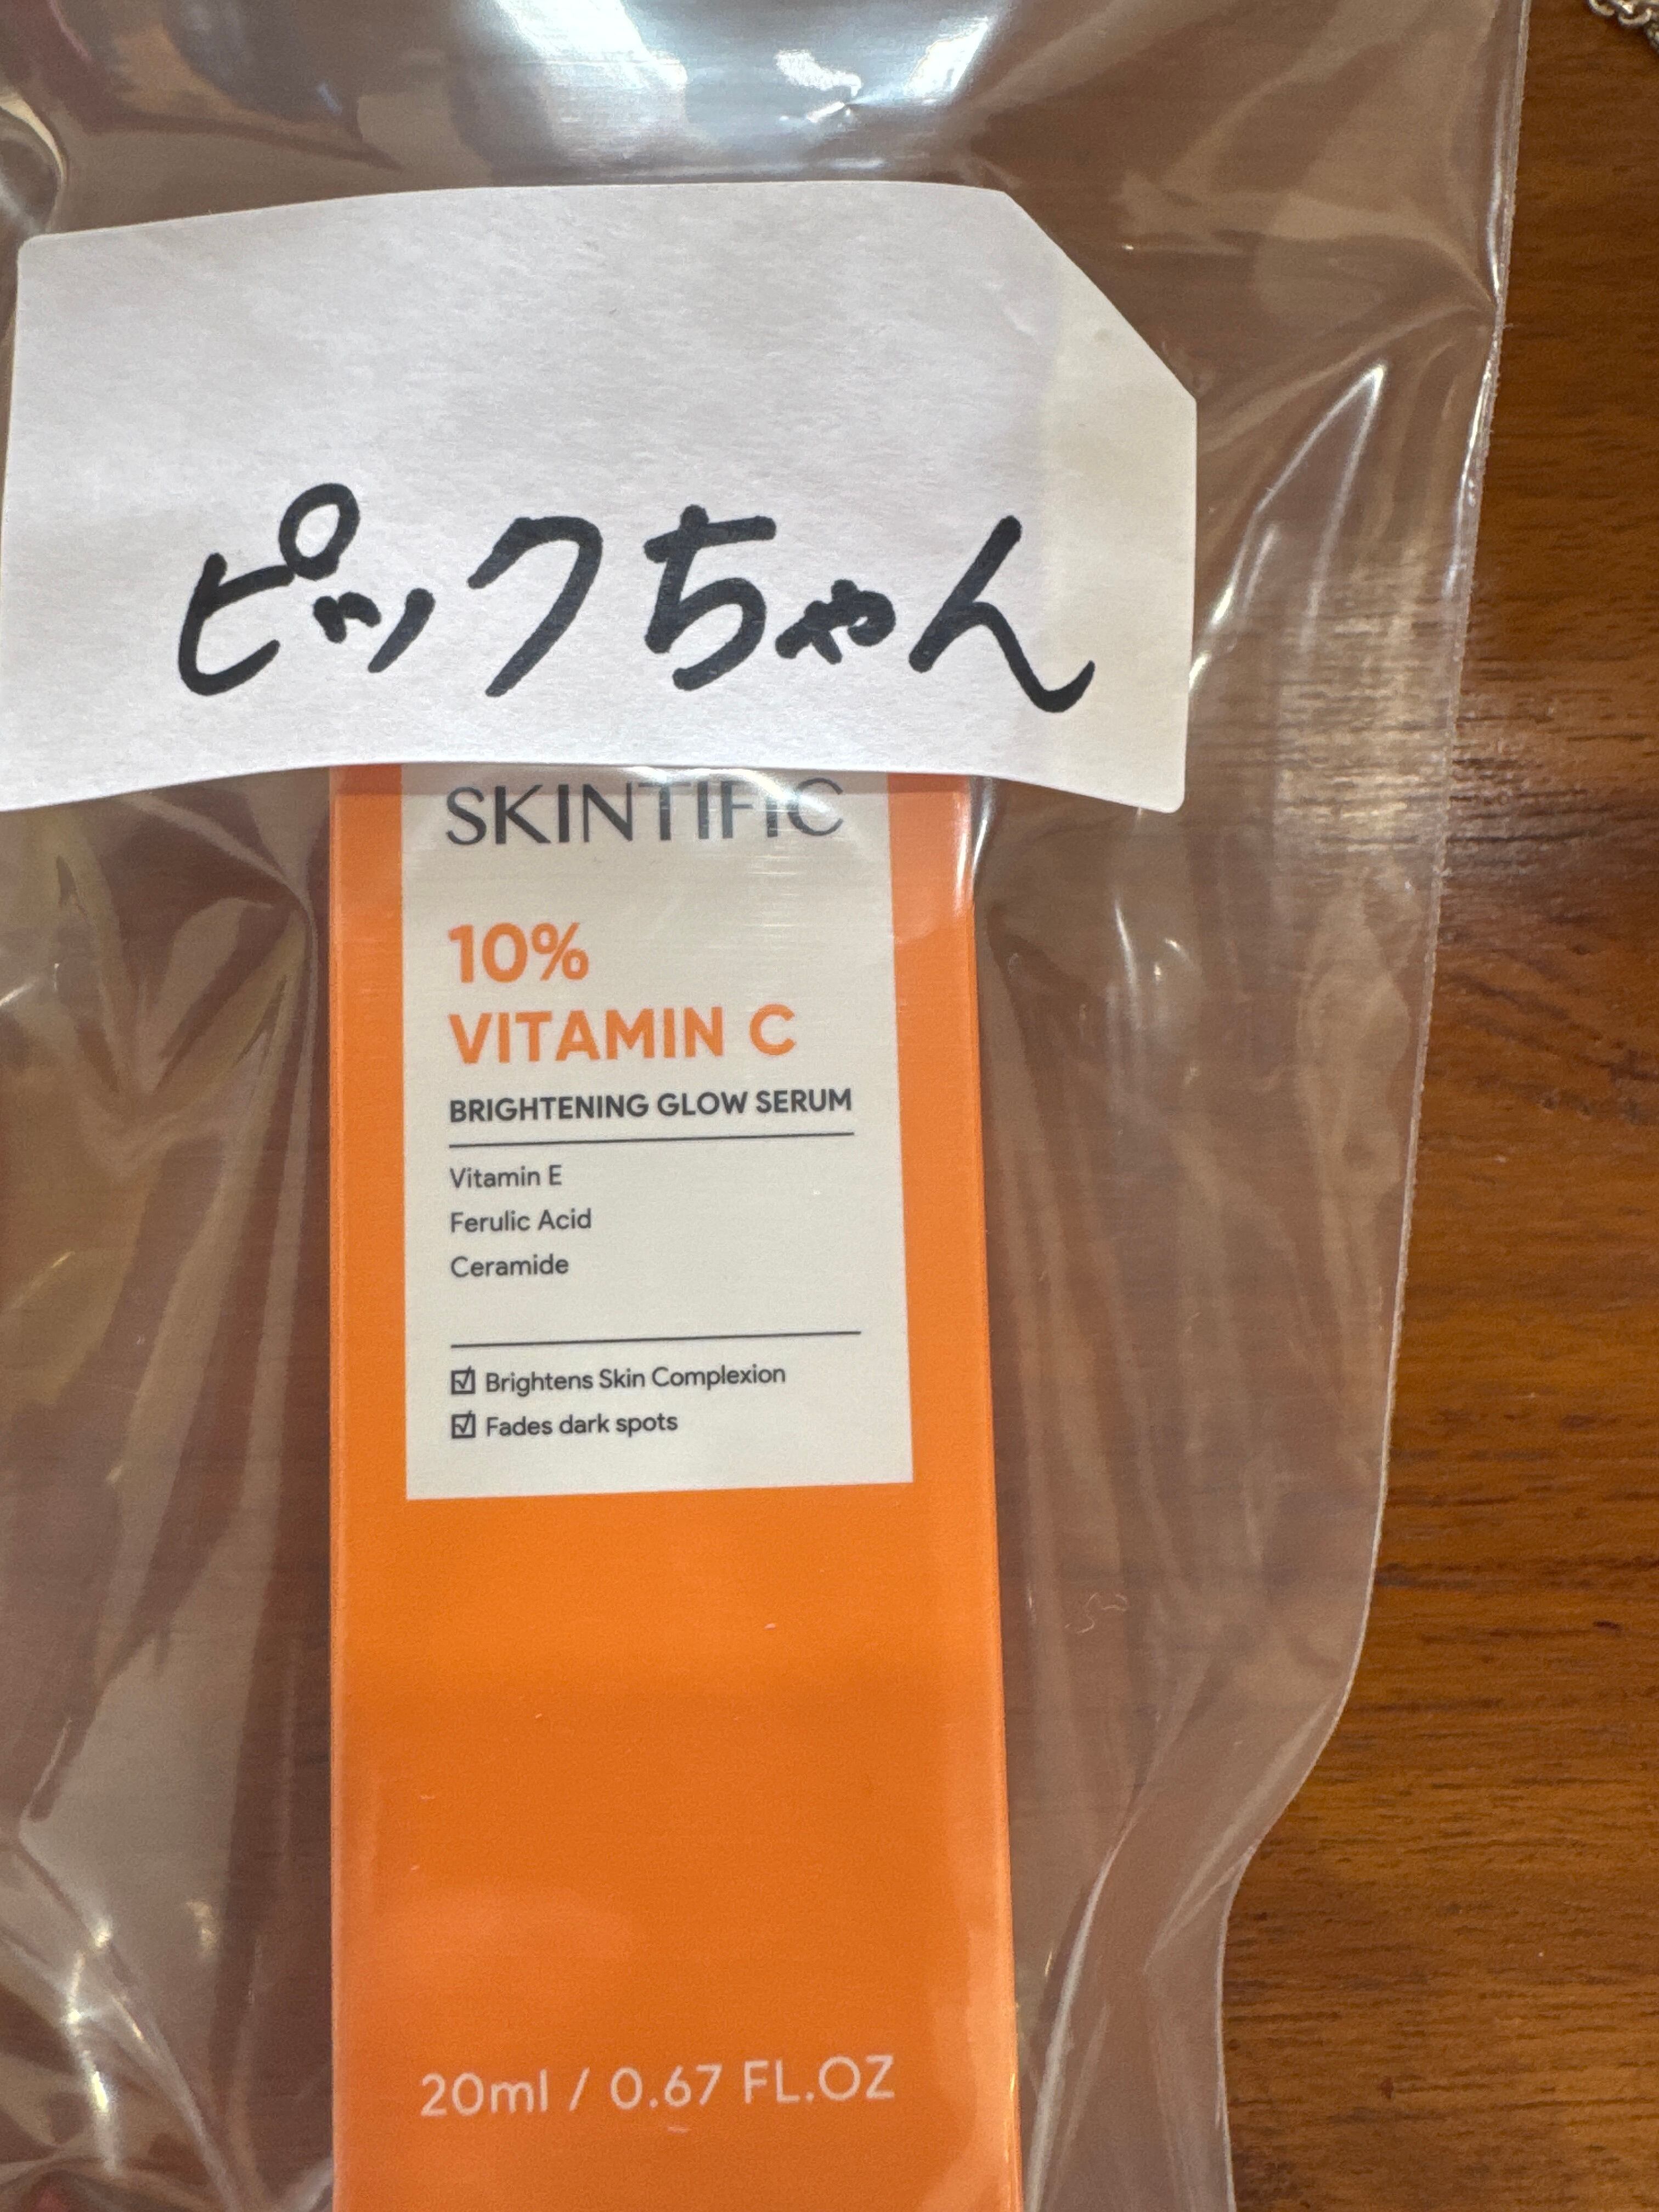 ピックちゃん
SKINTIFIC
10%
VITAMIN C
BRIGHTENING GLOW SERUM
Vitamin E
Ferulic Acid
Ceramide
☑ Brightens Skin Complexion
☑ Fades dark spots
20ml / 0.67 FL.OZ